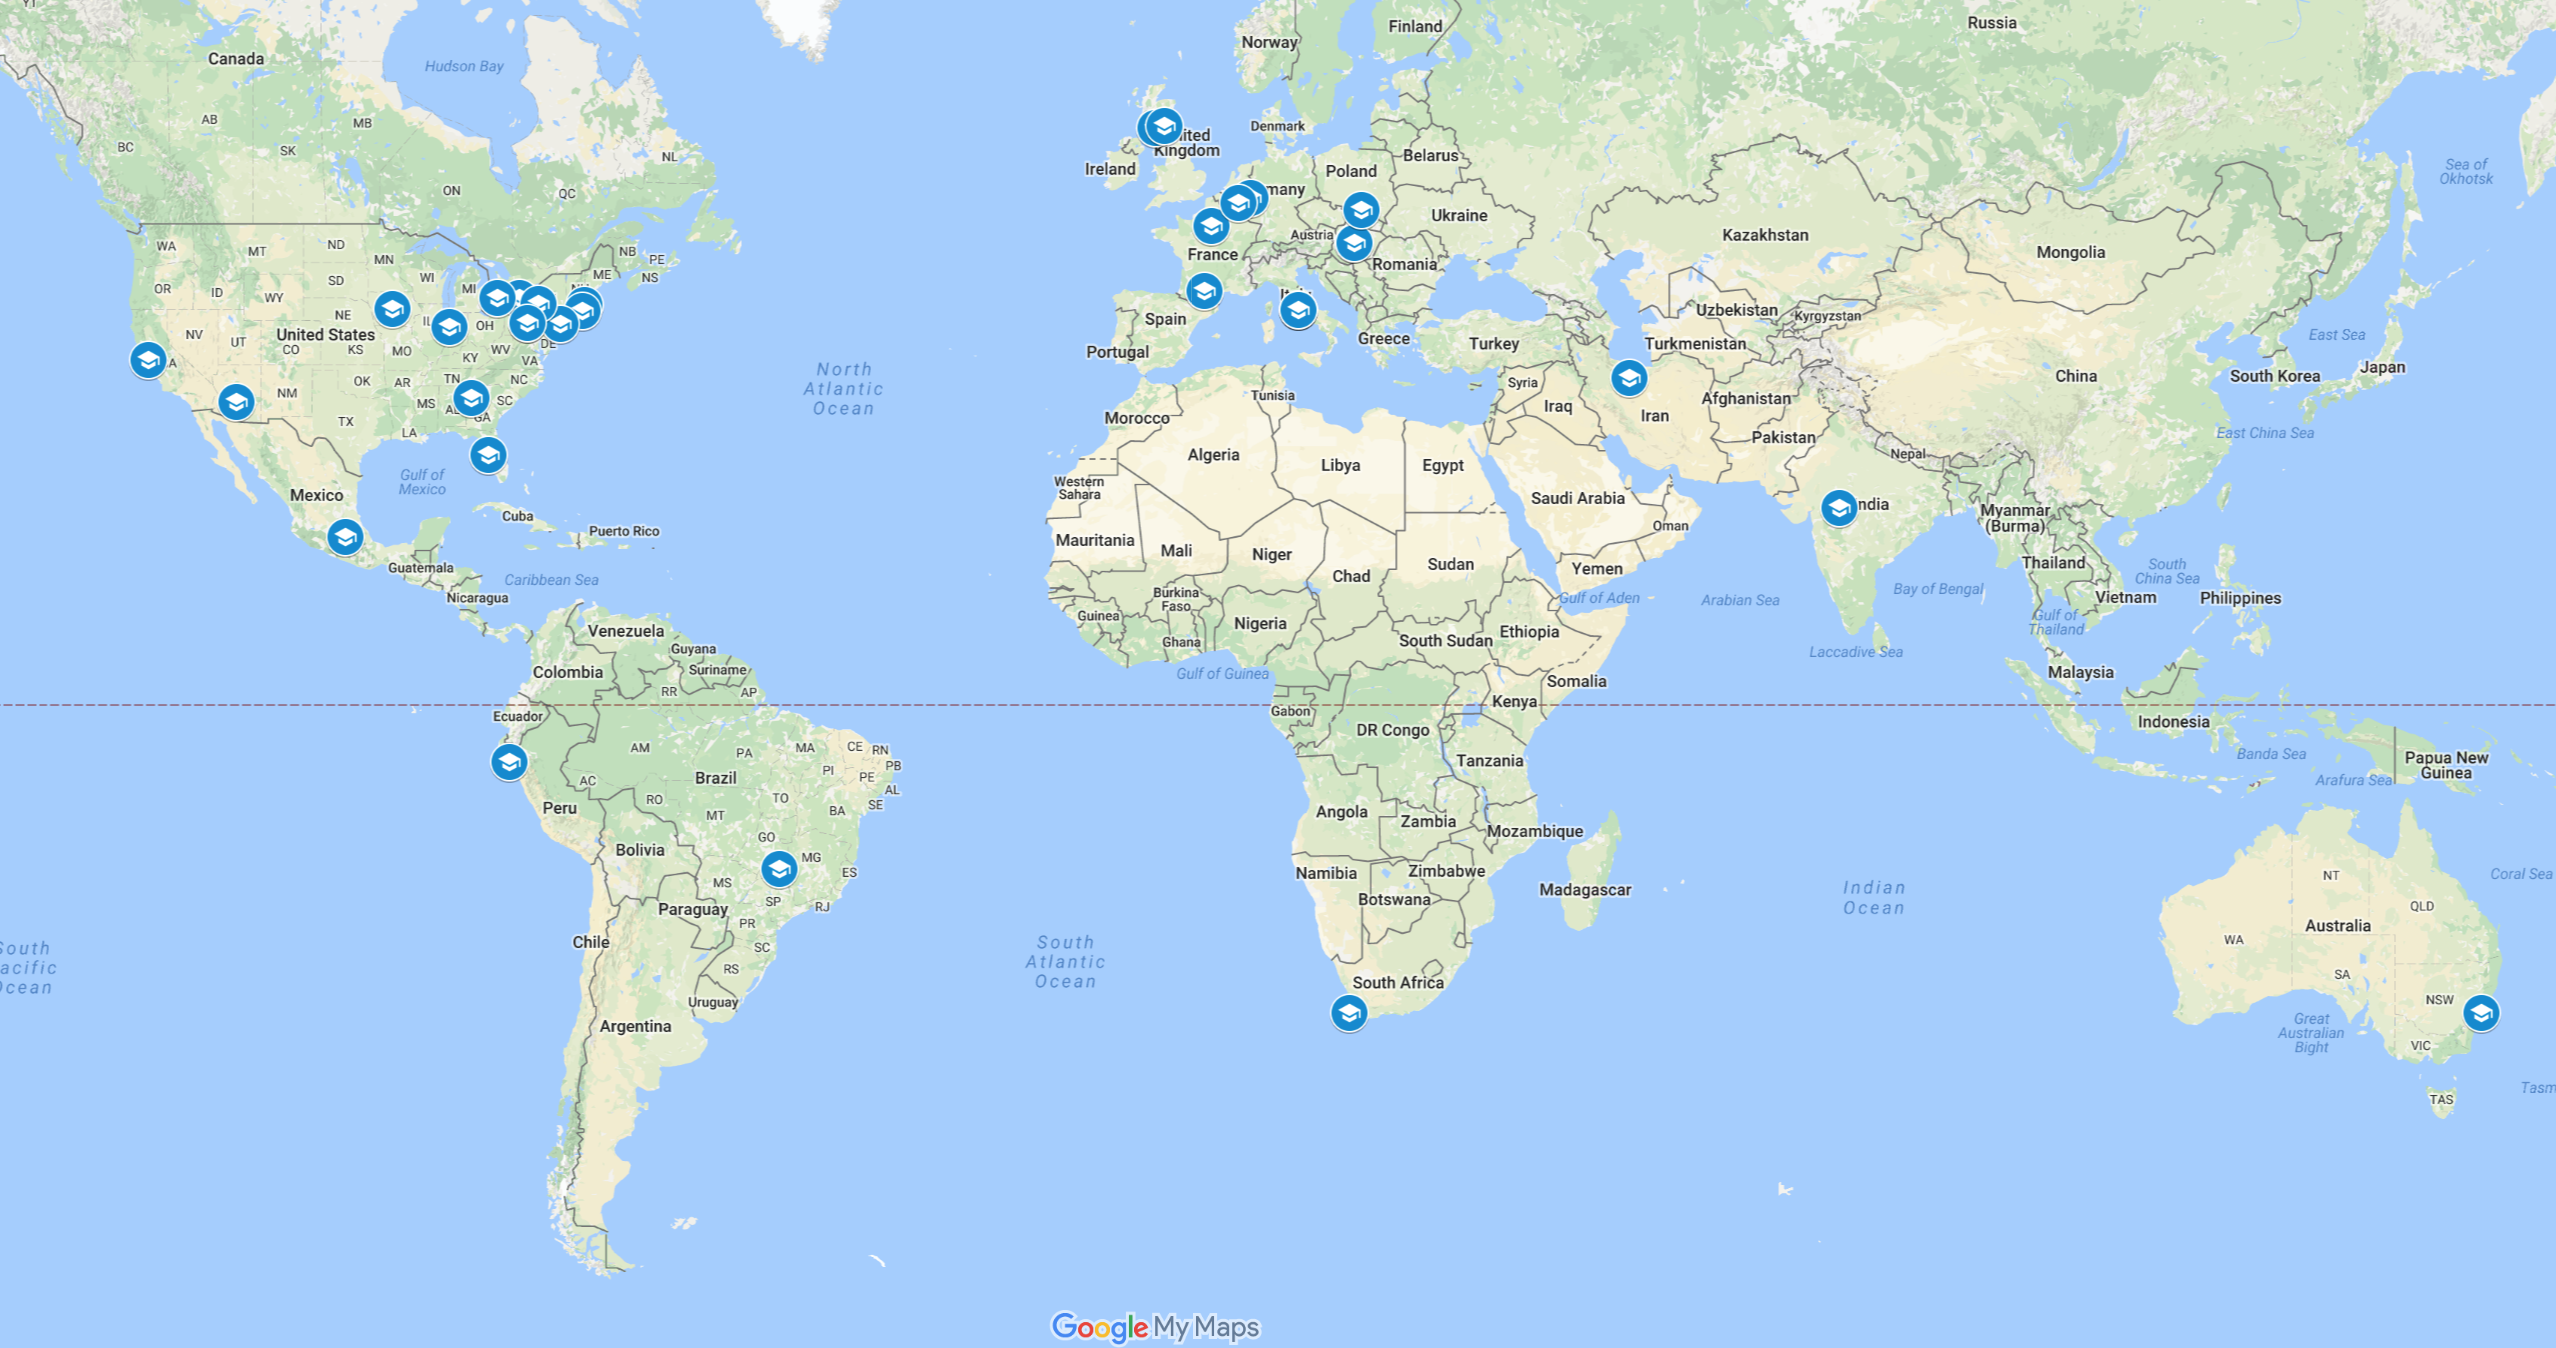 YT
Canada
Hudson Bay
Norway
Finland
Russia
AB
MB
BC
SK
NL
ON
QC
Denmark
United
Kingdom
Ireland
Belarus
Poland
Ukraine
Sea of
Okhotsk
WA
MT
ND
MN
NB
PE
NS
ME
WI
MI
SD
OR
ID
WY
NE
United States
NV
UT
CO
KS
MO
OH
KY
WV
VA
DE
NC
TN
OK
AR
NM
TX
MS
SC
GA
LA
France
Austria
Romania
Spain
Portugal
Greece
Turkey
Kazakhstan
Mongolia
Uzbekistan
Kyrgyzstan
Turkmenistan
East Sea
Japan
South Korea
China
Afghanistan
Iran
Iraq
Syria
Pakistan
Nepal
East China Sea
North
Atlantic
Ocean
Gulf of
Mexico
Mexico
Cuba
Puerto Rico
Guatemala
Caribbean Sea
Nicaragua
Morocco
Tunisia
Algeria
Libya
Egypt
Western
Sahara
Mauritania
Mali
Niger
Chad
Sudan
Saudi Arabia
Oman
Yemen
Gulf of Aden
Arabian Sea
Bay of Bengal
Myanmar
(Burma)
Thailand
Vietnam
South
China Sea
Philippines
Gulf of
Thailand
Laccadive Sea
Malaysia
Burkina
Faso
Guinea
Ghana
Nigeria
Gulf of Guinea
South Sudan
Ethiopia
Somalia
Kenya
Gabon
DR Congo
Tanzania
Indonesia
Banda Sea
Arafura Sea
Papua New
Guinea
Venezuela
Guyana
Suriname
Colombia
Ecuador
RR
AP
AM
PA
MA
CE
RN
PB
PI
PE
AL
SE
AC
Brazil
Peru
RO
TO
BA
MT
GO
MG
Bolivia
MS
ES
SP
RJ
Paraguay
PR
SC
RS
Chile
Uruguay
Argentina
Angola
Zambia
Mozambique
Namibia
Zimbabwe
Botswana
Madagascar
South Africa
Indian
Ocean
South
Atlantic
Ocean
Coral Sea
NT
QLD
Australia
WA
SA
NSW
VIC
Great
Australian
Bight
TAS
Google My Maps